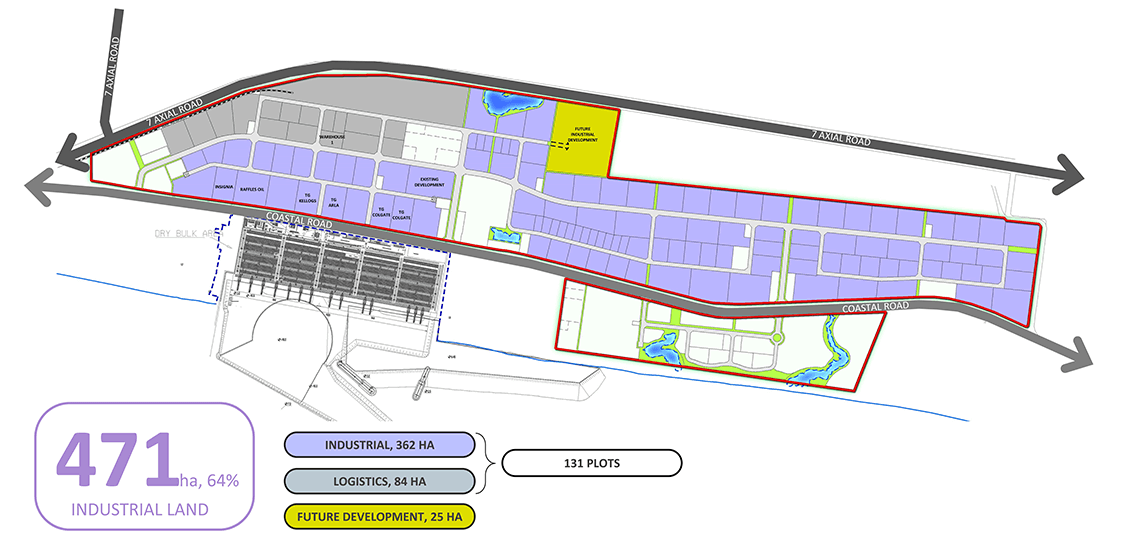 7 AXIAL ROAD
7 AXIAL ROAD
7 AXIAL ROAD
WAREHOUSE
1
FUTURE
INDUSTRIAL
DEVELOPMENT
INSIGNIA
RAFFLES OIL
TG
KELLOGS
TG
ARLA
TG
COLGATE
TG
COLGATE
EXISTING
DEVELOPMENT
COASTAL ROAD
DRY BULK AR
COASTAL ROAD
471 ha, 64%
INDUSTRIAL LAND
INDUSTRIAL, 362 HA
LOGISTICS, 84 HA
FUTURE DEVELOPMENT, 25 HA
131 PLOTS